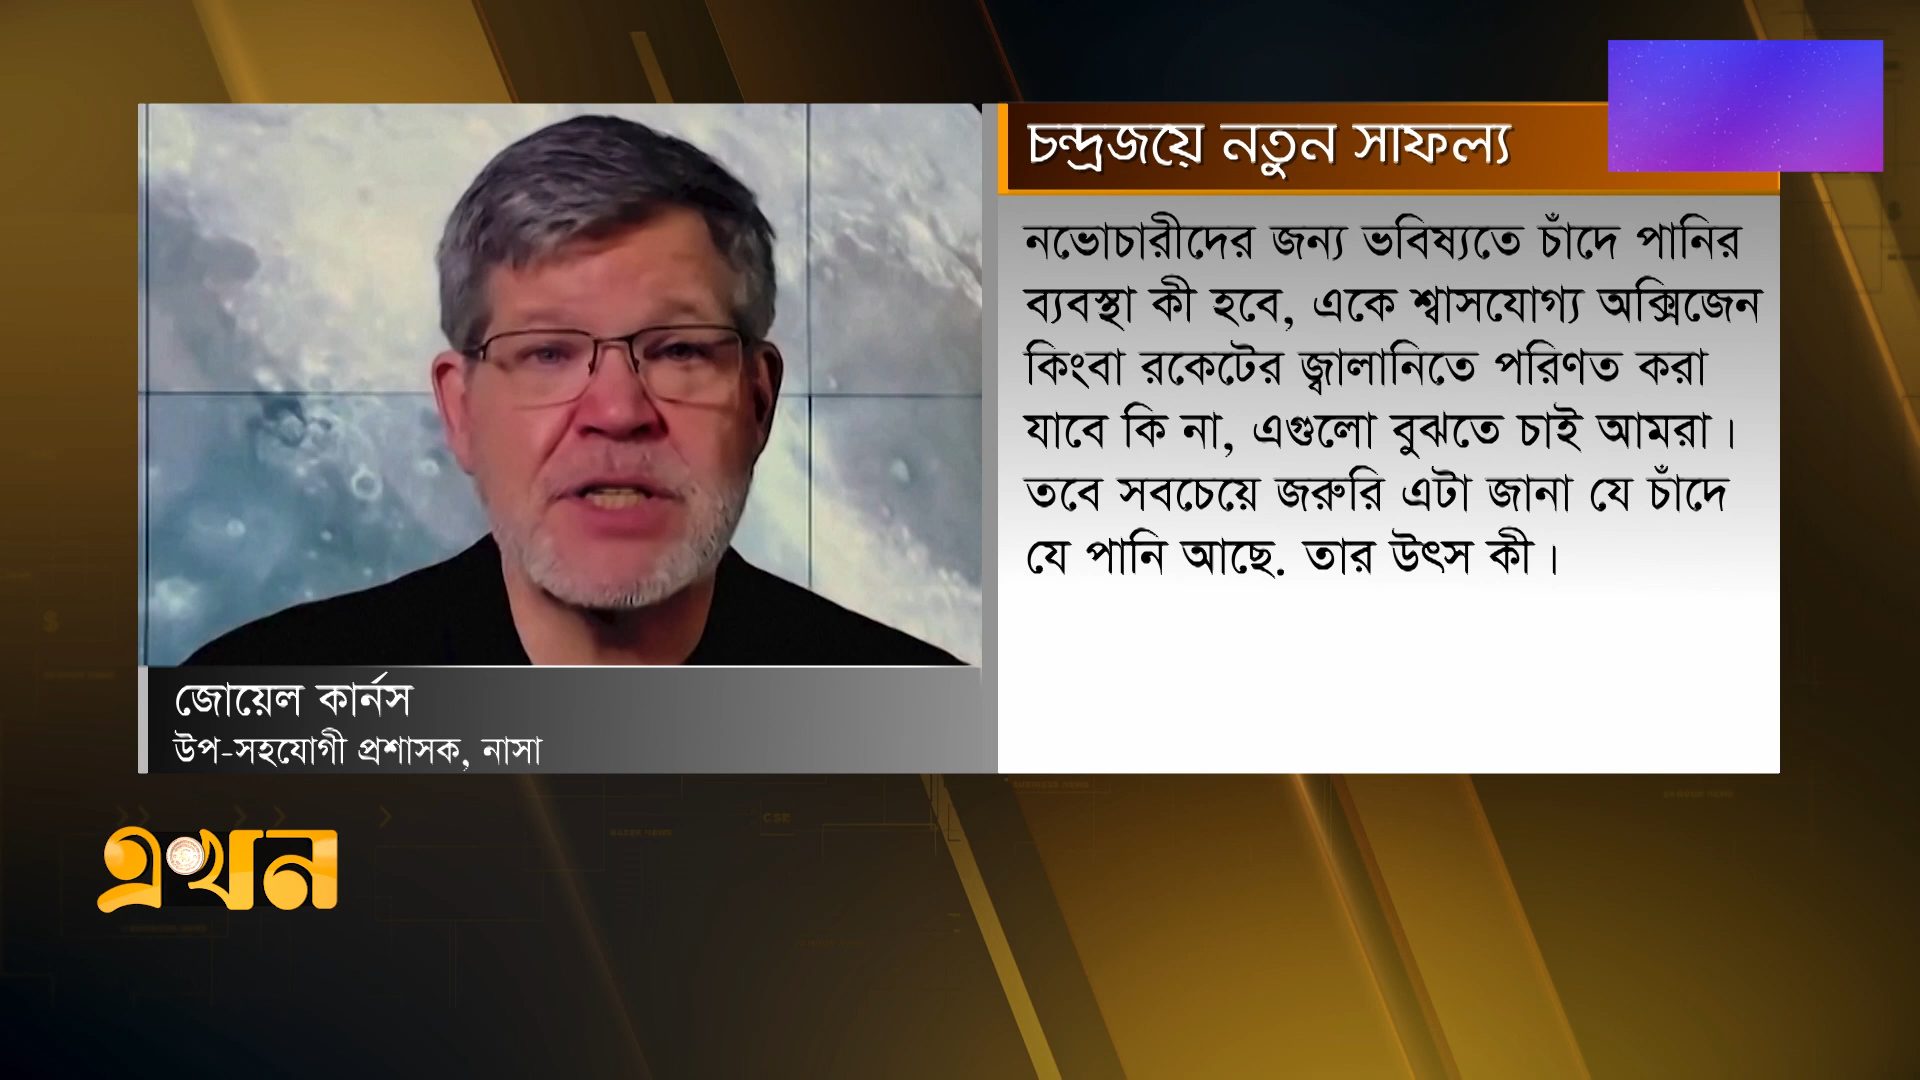 চন্দ্রজয়ে নতুন সাফল্য
নভোচারীদের জন্য ভবিষ্যতে চাঁদে পানির
ব্যবস্থা কী হবে, একে শ্বাসযোগ্য অক্সিজেন
কিংবা রকেটের জ্বালানিতে পরিণত করা
যাবে কি না, এগুলো বুঝতে চাই আমরা।
তবে সবচেয়ে জরুরি এটা জানা যে চাঁদে
যে পানি আছে. তার উৎস কী।
জোয়েল কার্নস
উপ-সহযোগী প্রশাসক, নাসা
এখন